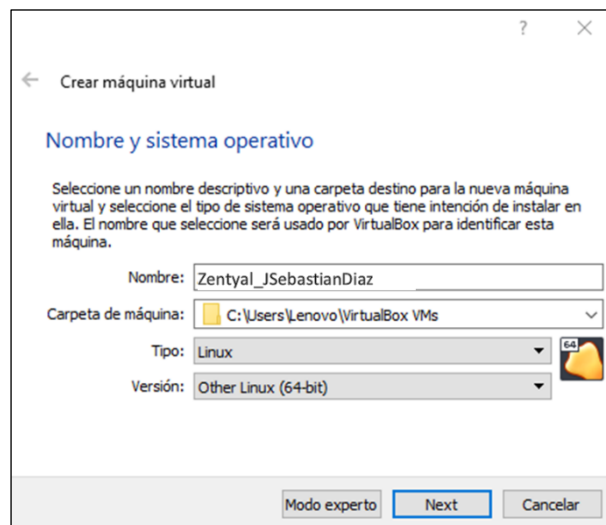 ?
Crear máquina virtual
Nombre y sistema operativo
Seleccione un nombre descriptivo y una carpeta destino para la nueva máquina
virtual y seleccione el tipo de sistema operativo que tiene intención de instalar en
ella. El nombre que seleccione será usado por VirtualBox para identificar esta
máquina.
Nombre: Zentyal_JSebastianDiaz
Carpeta de máquina: C:\Users\Lenovo\VirtualBox VMs
Tipo: Linux
64
Versión: Other Linux (64-bit)
Modo experto Next Cancelar